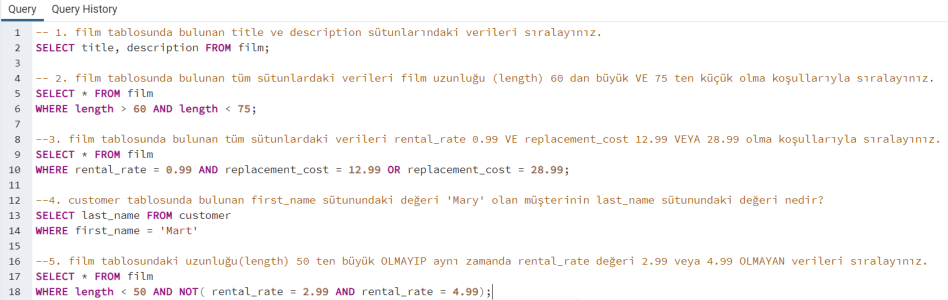 Query Query History
1 -- 1. film tablosunda bulunan title ve description sütunlarındaki verileri sıralayınız.
2 SELECT title, description FROM film;
3
4 -- 2. film tablosunda bulunan tüm sütunlardaki verileri film uzunluğu (length) 60 dan büyük VE 75 ten küçük olma koşullarıyla sıralayınız.
5 SELECT * FROM film
6 WHERE length > 60 AND length < 75;
7
8 --3. film tablosunda bulunan tüm sütunlardaki verileri rental_rate 0.99 VE replacement_cost 12.99 VEYA 28.99 olma koşullarıyla sıralayınız.
9 SELECT * FROM film
10 WHERE rental_rate = 0.99 AND replacement_cost = 12.99 OR replacement_cost = 28.99;
11
12 --4. customer tablosunda bulunan first_name sütunundaki değeri 'Mary' olan müşterinin last_name sütunundaki değeri nedir?
13 SELECT last_name FROM customer
14 WHERE first_name = 'Mart'
15
16 --5. film tablosundaki uzunluğu(length) 50 ten büyük OLMAYIP aynı zamanda rental_rate değeri 2.99 veya 4.99 OLMAYAN verileri sıralayınız.
17 SELECT * FROM film
18 WHERE length < 50 AND NOT( rental_rate = 2.99 AND rental_rate = 4.99);